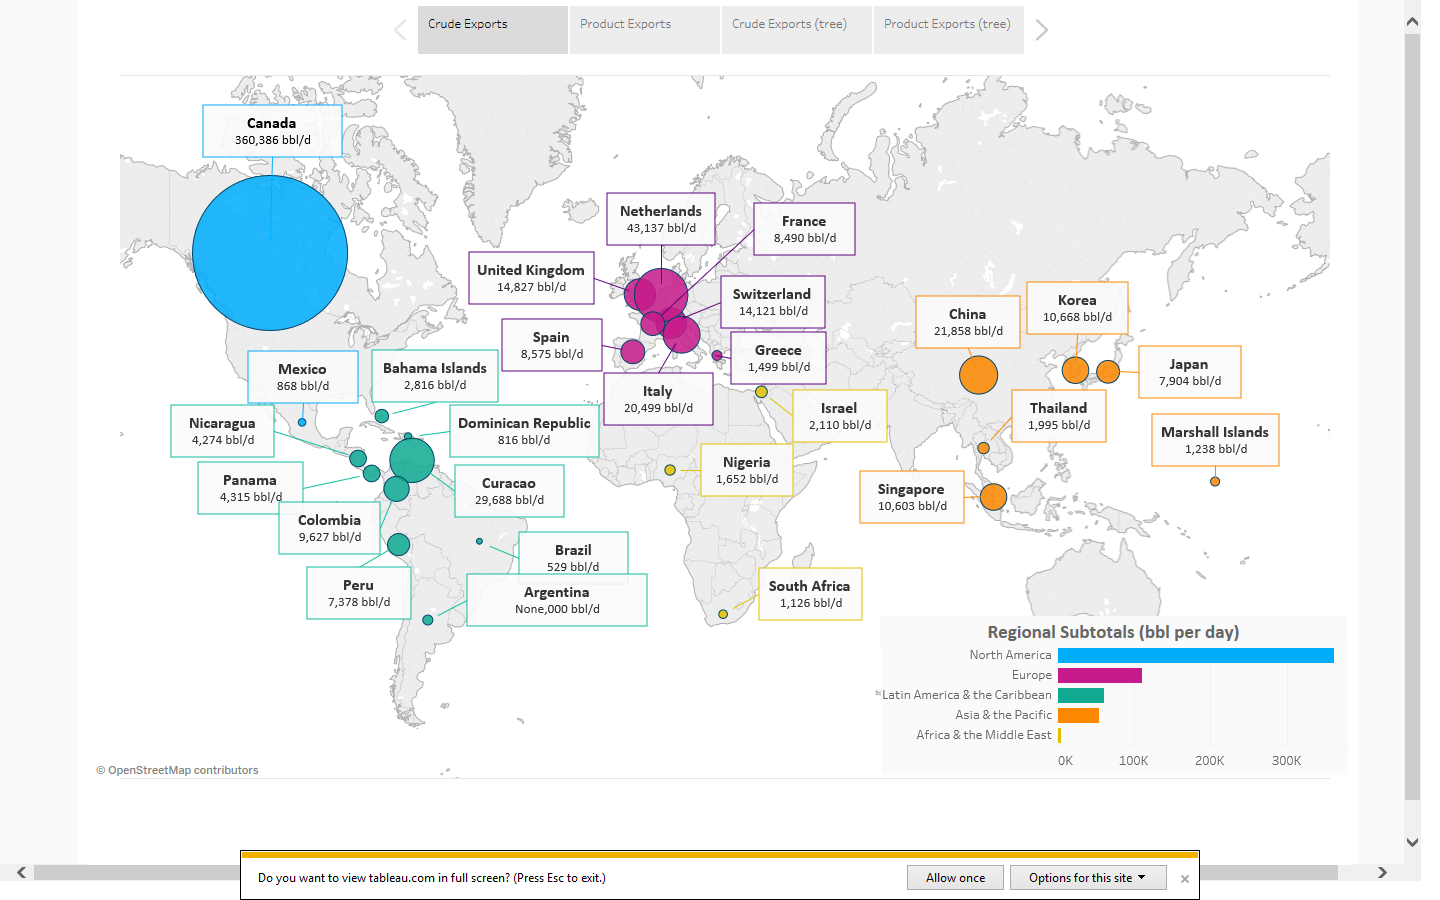 Crude Exports
Product Exports
Crude Exports (tree)
Product Exports (tree)
Canada
360,386 bbl/d
Netherlands
43,137 bbl/d
France
8,490 bbl/d
United Kingdom
14,827 bbl/d
Switzerland
14,121 bbl/d
China
21,858 bbl/d
Korea
10,668 bbl/d
Spain
8,575 bbl/d
Greece
1,499 bbl/d
Japan
7,904 bbl/d
Mexico
868 bbl/d
Bahama Islands
2,816 bbl/d
Italy
20,499 bbl/d
Israel
2,110 bbl/d
Thailand
1,995 bbl/d
Nicaragua
4,274 bbl/d
Dominican Republic
816 bbl/d
Marshall Islands
1,238 bbl/d
Nigeria
1,652 bbl/d
Panama
4,315 bbl/d
Curacao
29,688 bbl/d
Singapore
10,603 bbl/d
Colombia
9,627 bbl/d
Brazil
529 bbl/d
Peru
7,378 bbl/d
Argentina
None,000 bbl/d
South Africa
1,126 bbl/d
Regional Subtotals (bbl per day)
North America
Europe
Latin America & the Caribbean
Asia & the Pacific
Africa & the Middle East
0K 100K 200K 300K
© OpenStreetMap contributors
Do you want to view tableau.com in full screen? (Press Esc to exit.)
Allow once
Options for this site